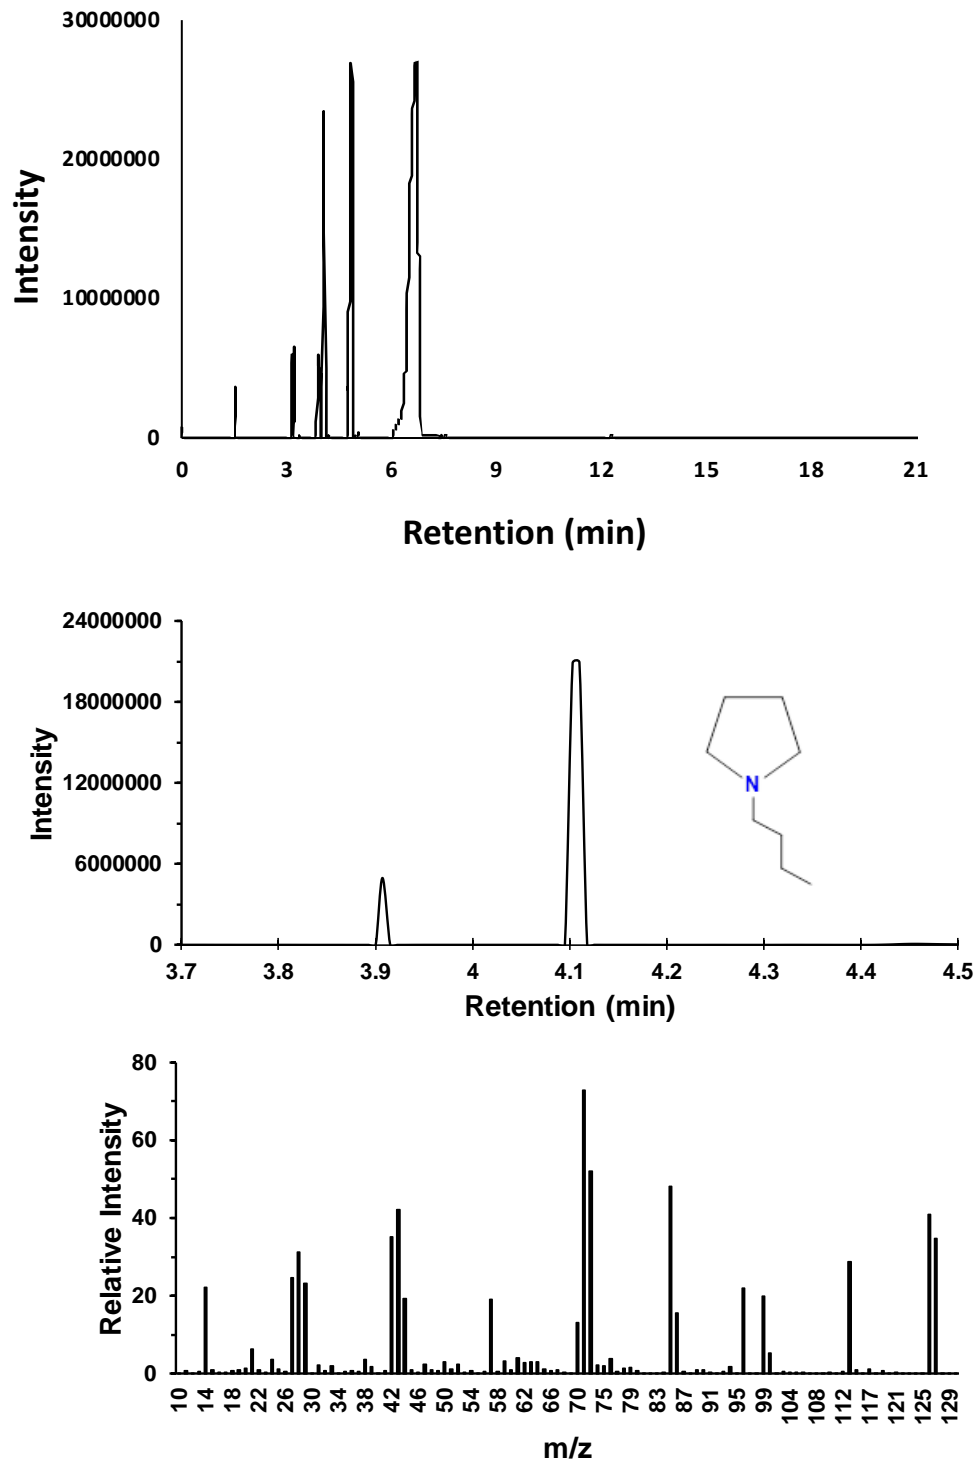 30000000
20000000
10000000
0
Intensity
0 3 6 9 12 15 18 21
Retention (min)
24000000
18000000
12000000
6000000
0
Intensity
N
3.7 3.8 3.9 4 4.1 4.2 4.3 4.4 4.5
Retention (min)
80
60
40
20
0
Relative Intensity
10 14 18 22 26 30 34 38 42 46 50 54 58 62 66 70 75 79 83 87 91 95 99 104 108 112 117 121 125 129
m/z